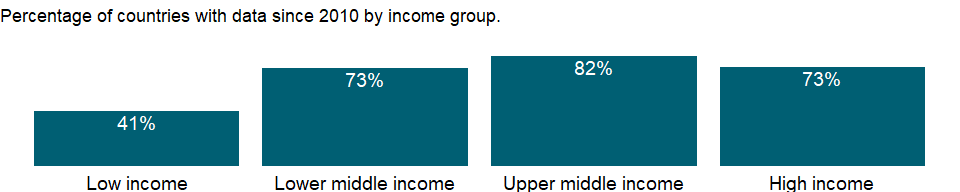 Percentage of countries with data since 2010 by income group.
41%
73%
82%
73%
Low income
Lower middle income
Upper middle income
High income